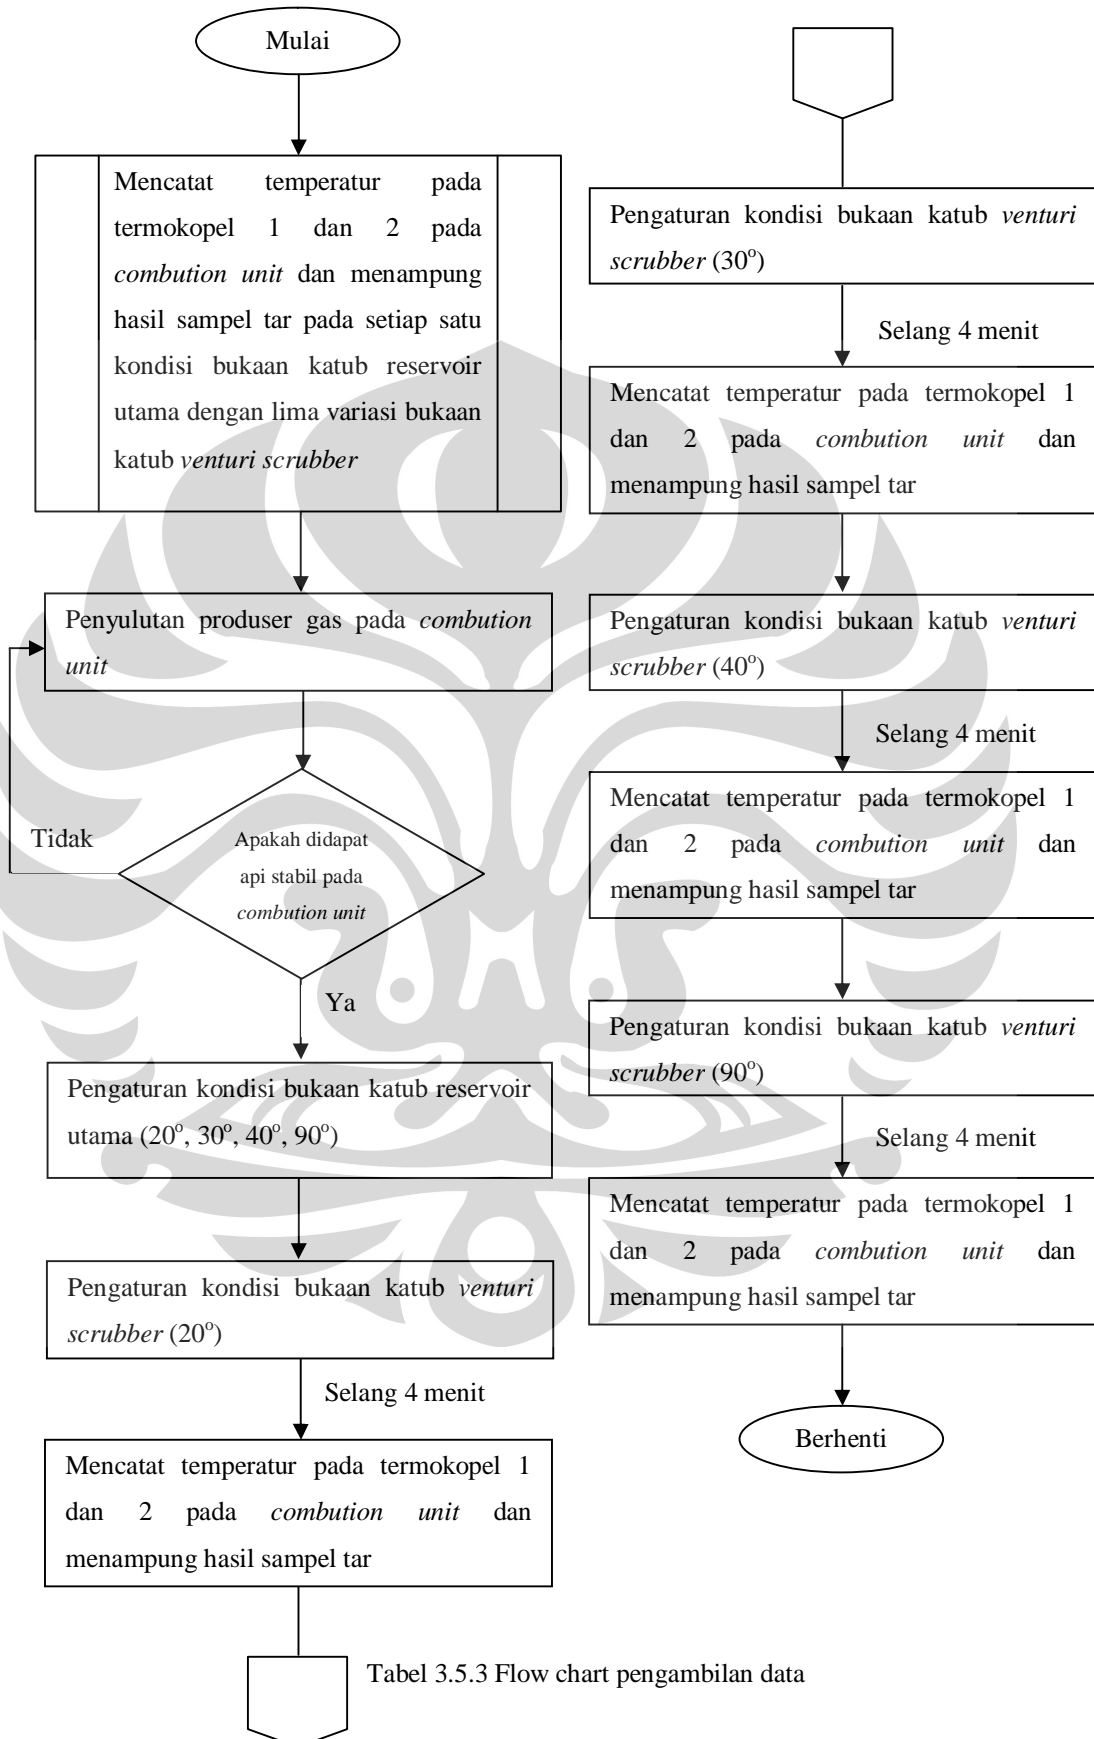 Mulai
Mencatat temperatur pada
termokopel 1 dan 2 pada
combution unit dan menampung
hasil sampel tar pada setiap satu
kondisi bukaan katub reservoir
utama dengan lima variasi bukaan
katub venturi scrubber
Penyulutan produser gas pada combution
unit
Tidak
Apakah didapat
api stabil pada
combution unit
Ya
Pengaturan kondisi bukaan katub reservoir
utama (20°, 30°, 40°, 90°)
Pengaturan kondisi bukaan katub venturi
scrubber (20°)
Selang 4 menit
Mencatat temperatur pada termokopel 1
dan 2 pada combution unit dan
menampung hasil sampel tar
Pengaturan kondisi bukaan katub venturi
scrubber (30°)
Selang 4 menit
Mencatat temperatur pada termokopel 1
dan 2 pada combution unit dan
menampung hasil sampel tar
Pengaturan kondisi bukaan katub venturi
scrubber (40°)
Selang 4 menit
Mencatat temperatur pada termokopel 1
dan 2 pada combution unit dan
menampung hasil sampel tar
Pengaturan kondisi bukaan katub venturi
scrubber (90°)
Selang 4 menit
Mencatat temperatur pada termokopel 1
dan 2 pada combution unit dan
menampung hasil sampel tar
Berhenti
Tabel 3.5.3 Flow chart pengambilan data